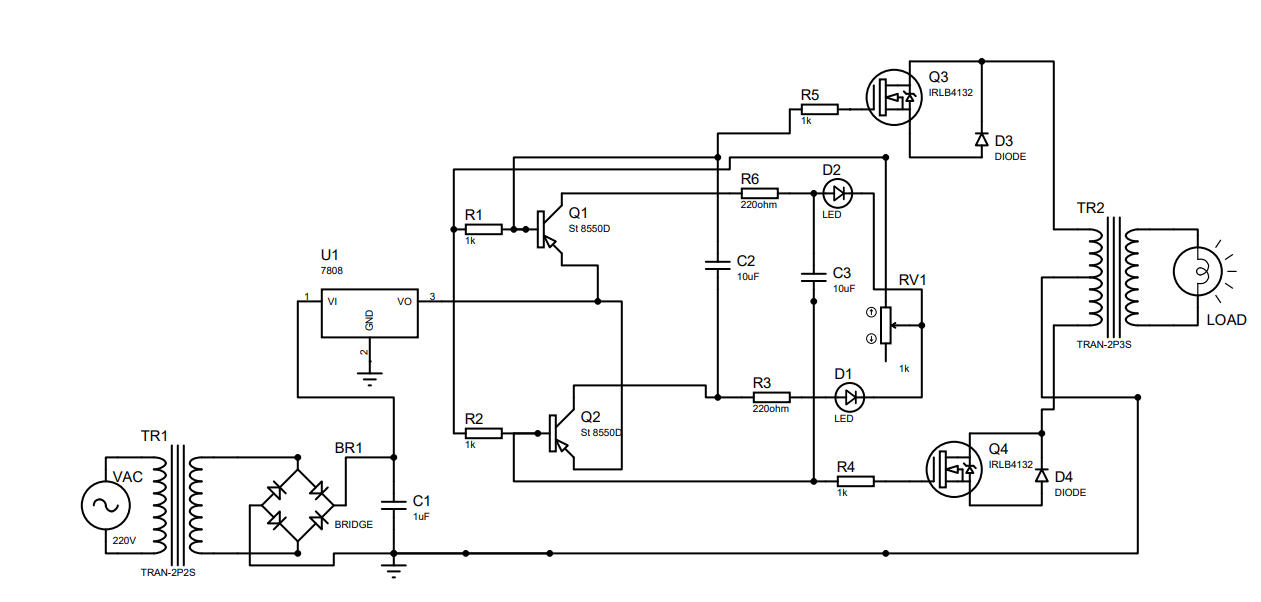 Q3
IRLB4132
R5
1k
D3
DIODE
R6
220ohm
D2
LED
TR2
TRAN-2P3S
LOAD
R1
1k
Q1
St 8550D
U1
7808
1
VI
VO
3
GND
2
C2
10uF
C3
10uF
RV1
1k
R3
220ohm
D1
LED
R2
1k
Q2
St 8550D
TR1
TRAN-2P2S
VAC
220V
BR1
BRIDGE
C1
1uF
R4
1k
Q4
IRLB4132
D4
DIODE